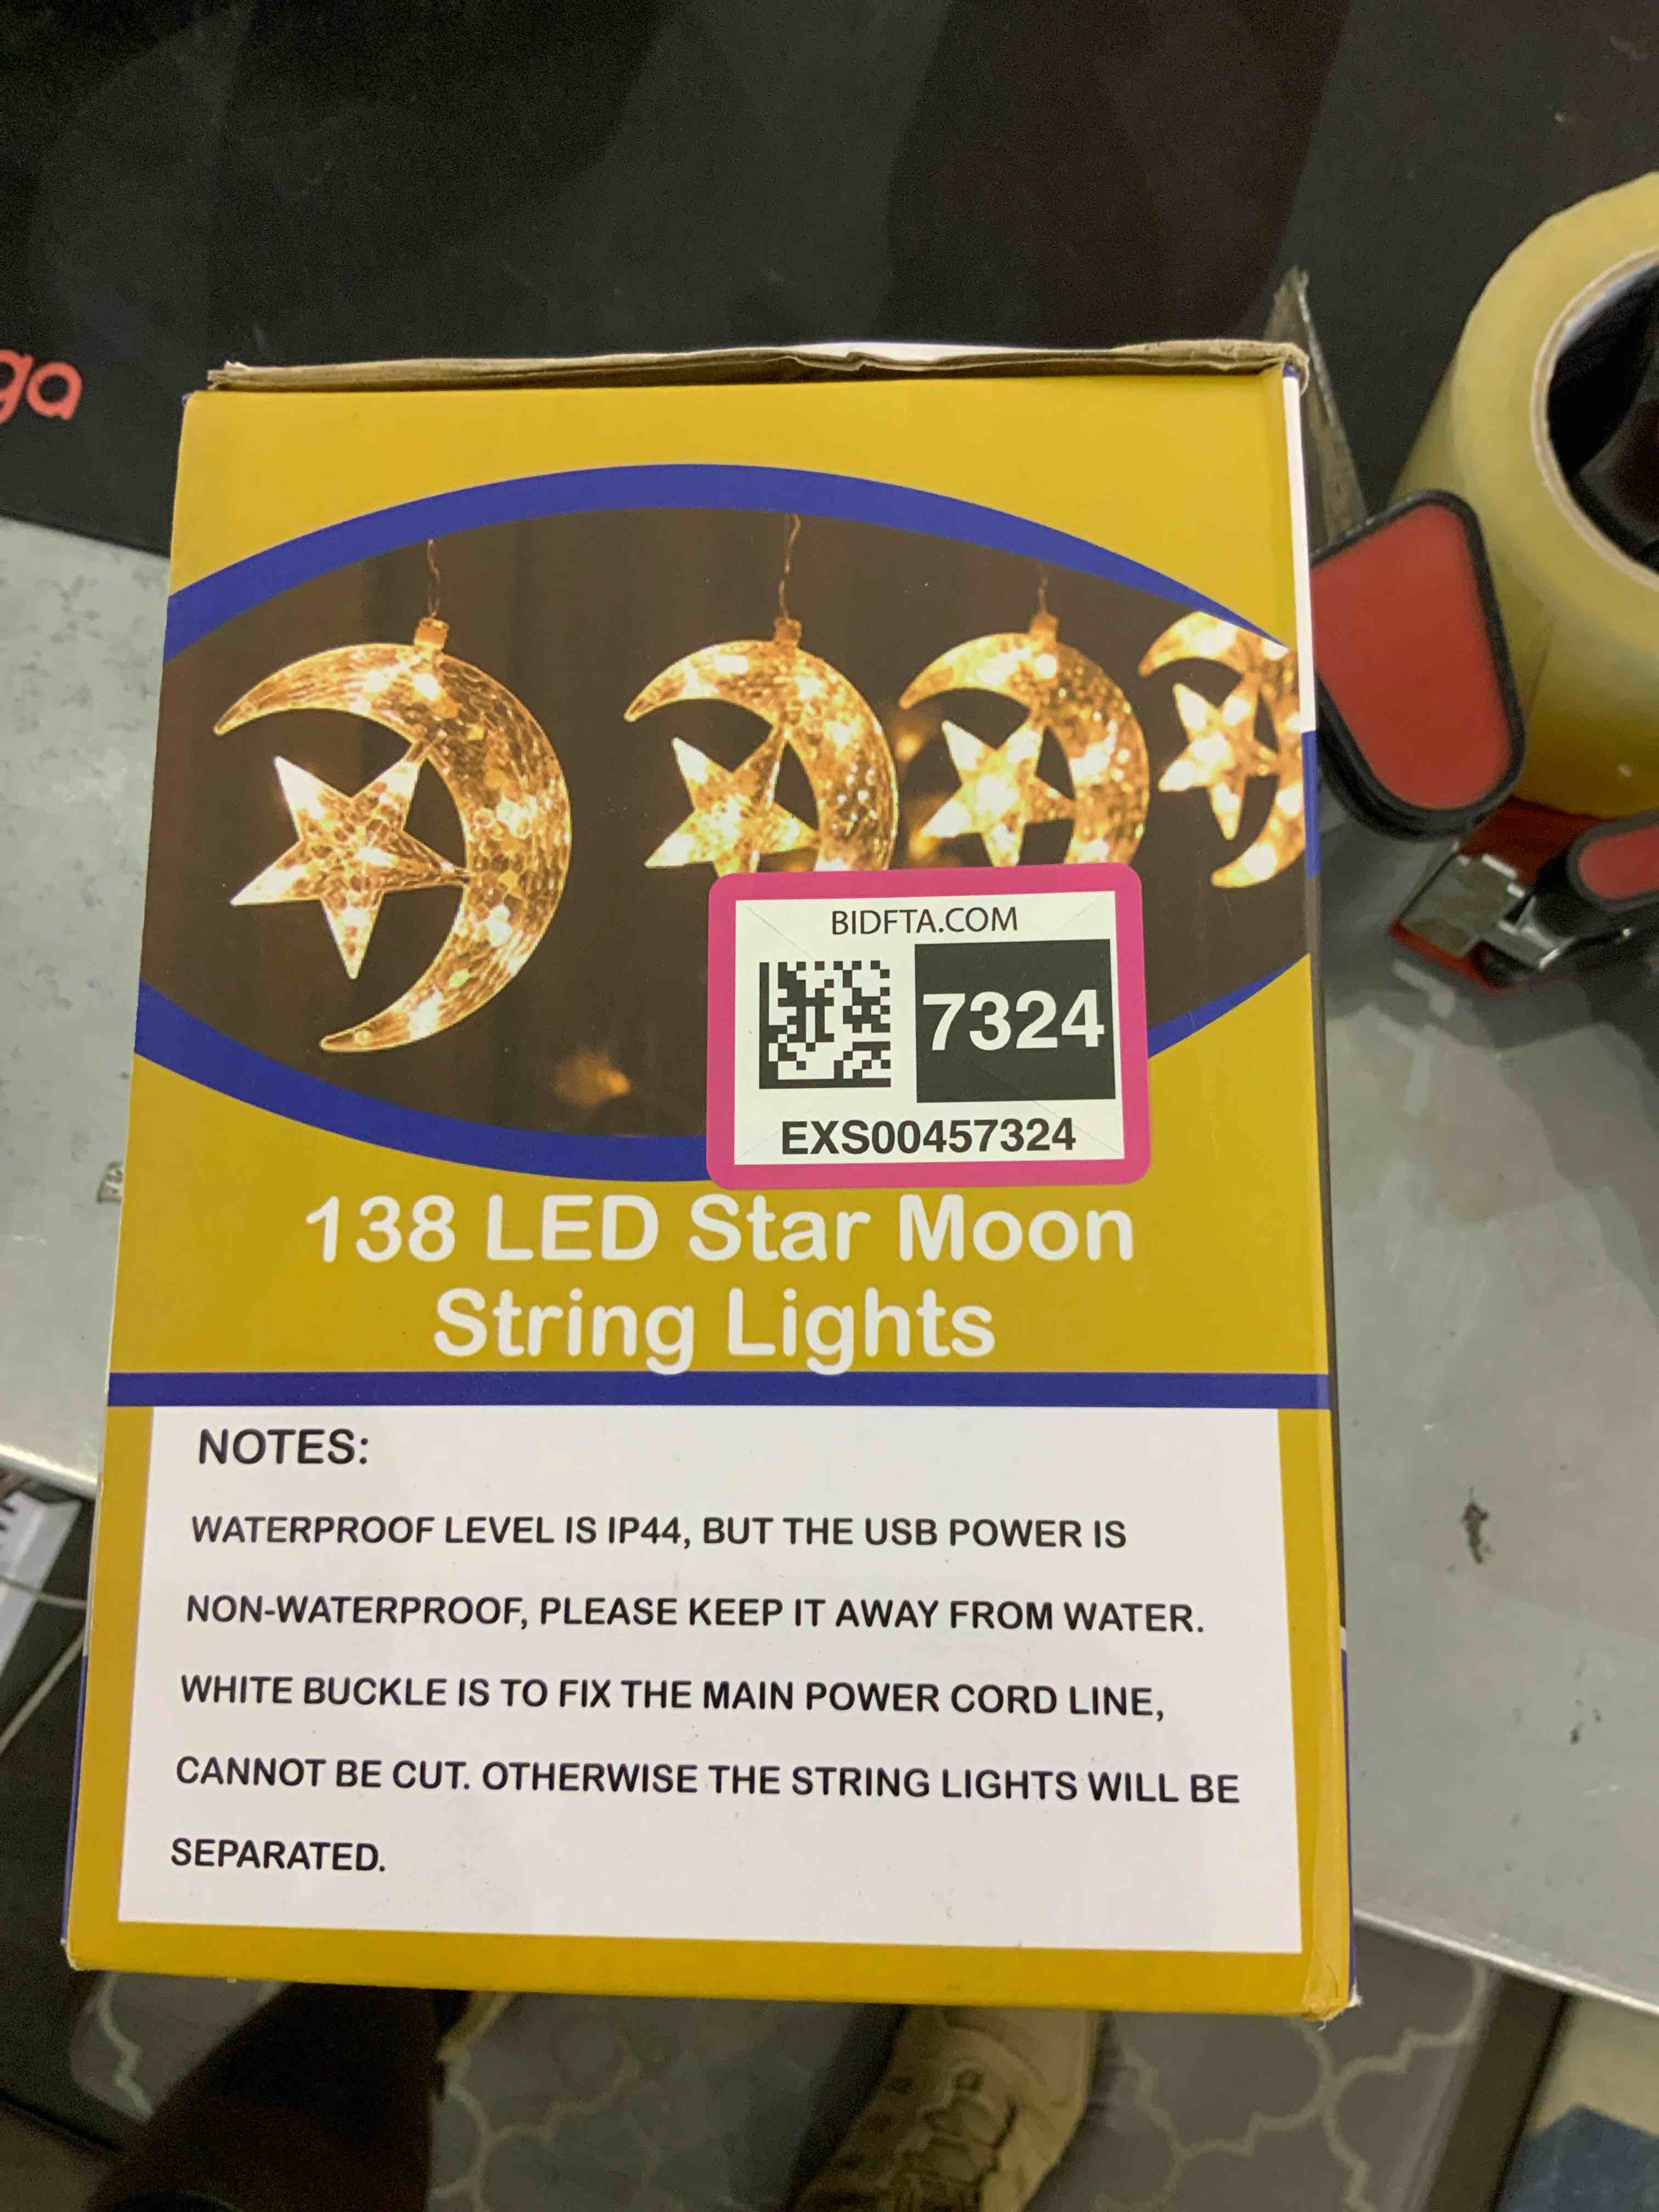 ga
BIDFTA.COM
7324
EXS00457324
138 LED Star Moon
String Lights
NOTES:
WATERPROOF LEVEL IS IP44, BUT THE USB POWER IS
NON-WATERPROOF, PLEASE KEEP IT AWAY FROM WATER.
WHITE BUCKLE IS TO FIX THE MAIN POWER CORD LINE,
CANNOT BE CUT. OTHERWISE THE STRING LIGHTS WILL BE
SEPARATED.